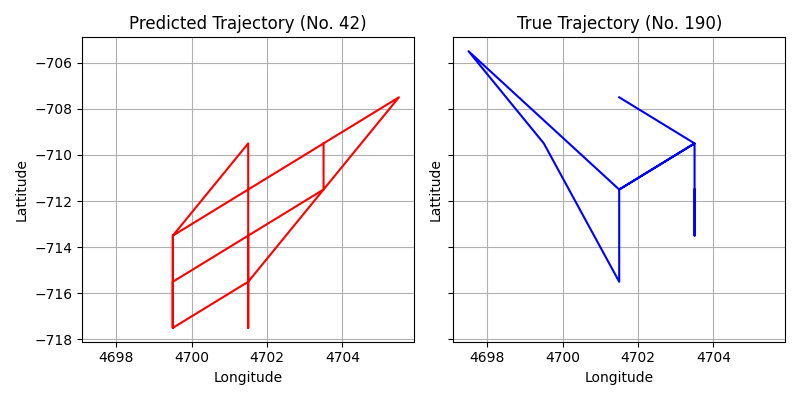 Predicted Trajectory (No. 42)
True Trajectory (No. 190)
Lattitude
−706
−708
−710
−712
−714
−716
−718
4698
4700
4702
4704
Longitude
Lattitude
4698
4700
4702
4704
Longitude